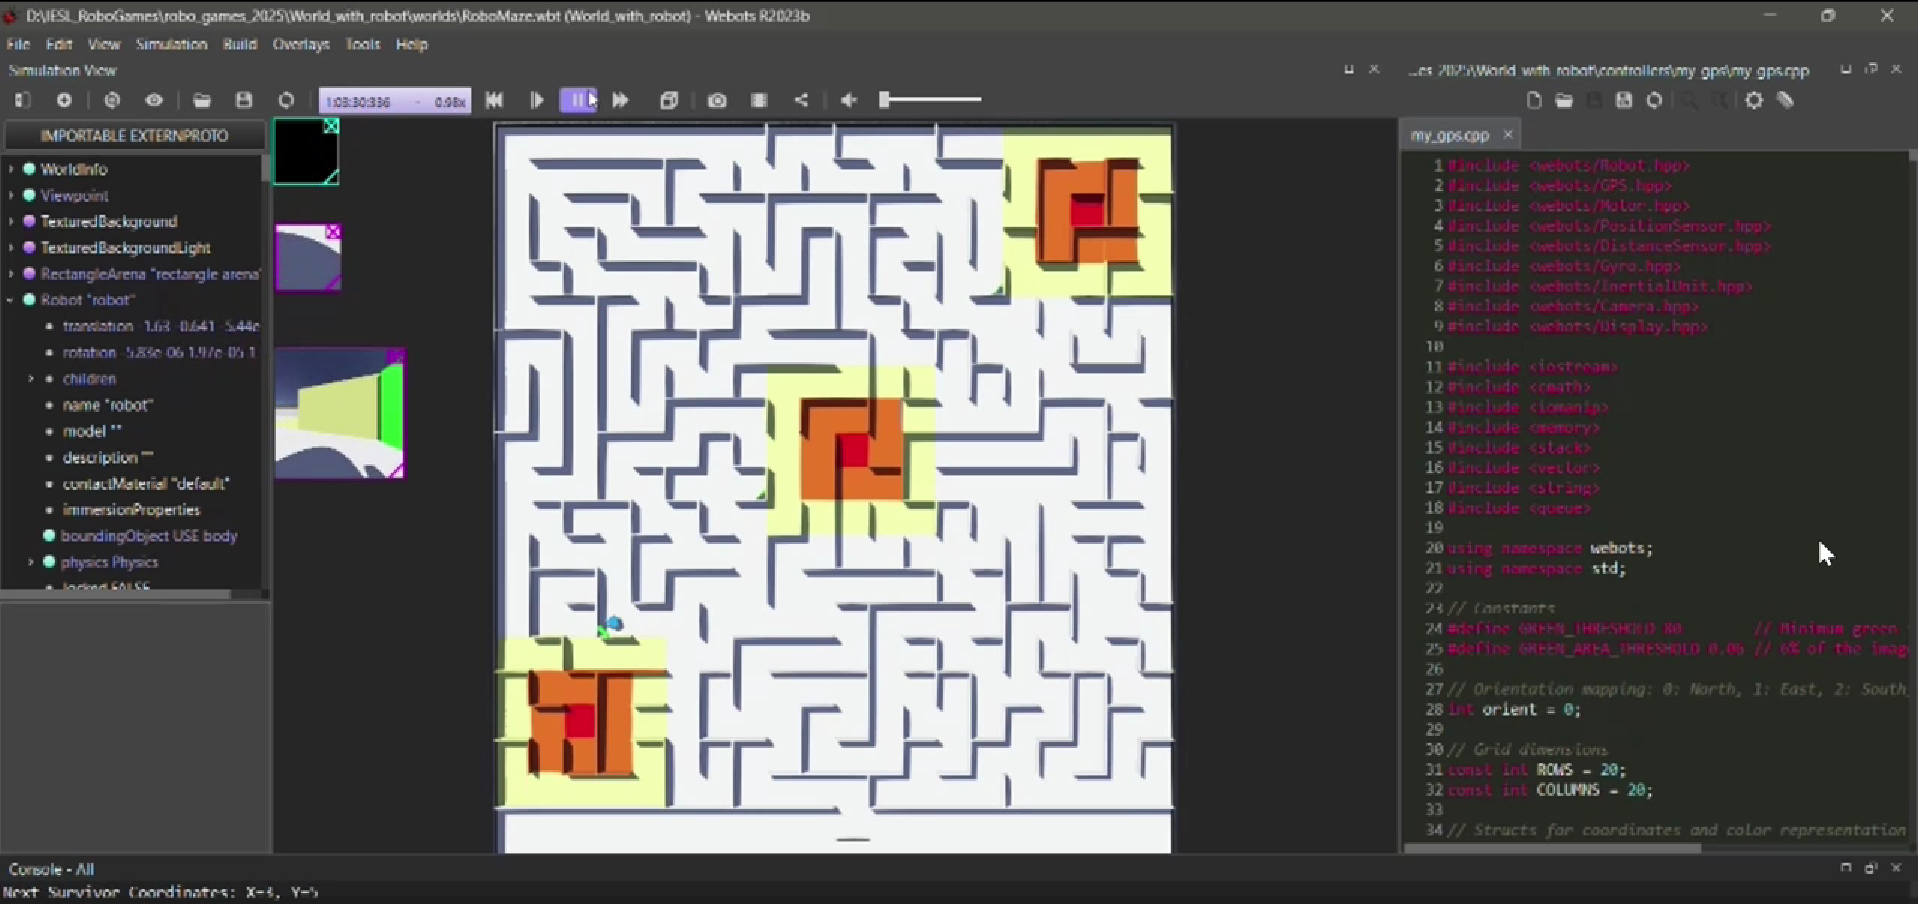 D:\IESL_RoboGames\robo_games_2025\World_with_robot\worlds\RoboMaze.wbt (World_with_robot) - Webots R2023b
File Edit View Simulation Build Overlays Tools Help
Simulation View
...es 2025\World with robot\controllers\my gps\my gps.cpp
1:03:30:336 - 0.98x
IMPORTABLE EXTERNPROTO
my_gps.cpp
WorldInfo
Viewpoint
TexturedBackground
TexturedBackgroundLight
RectangleArena "rectangle arena"
Robot "robot"
translation -1.63 -0.641 -5.44e
rotation -5.83e-06 1.97e-05 1
children
name "robot"
model ""
description ""
contactMaterial "default"
immersionProperties
boundingObject USE body
physics Physics
locked FALSE
1 #include <webots/Robot.hpp>
2 #include <webots/GPS.hpp>
3 #include <webots/Motor.hpp>
4 #include <webots/PositionSensor.hpp>
5 #include <webots/DistanceSensor.hpp>
6 #include <webots/Gyro.hpp>
7 #include <webots/InertialUnit.hpp>
8 #include <webots/Camera.hpp>
9 #include <webots/Display.hpp>
10
11 #include <iostream>
12 #include <cmath>
13 #include <iomanip>
14 #include <memory>
15 #include <stack>
16 #include <vector>
17 #include <string>
18 #include <queue>
19
20 using namespace webots;
21 using namespace std;
22
23 // Constants
24 #define GREEN_THRESHOLD 80 // Minimum green
25 #define GREEN_AREA_THRESHOLD 0.06 // 6% of the imag
26
27 // Orientation mapping: 0: North, 1: East, 2: South,
28 int orient = 0;
29
30 // Grid dimensions
31 const int ROWS = 20;
32 const int COLUMNS = 20;
33
34 // Structs for coordinates and color representation
Console - All
Next Survivor Coordinates: X=3, Y=5